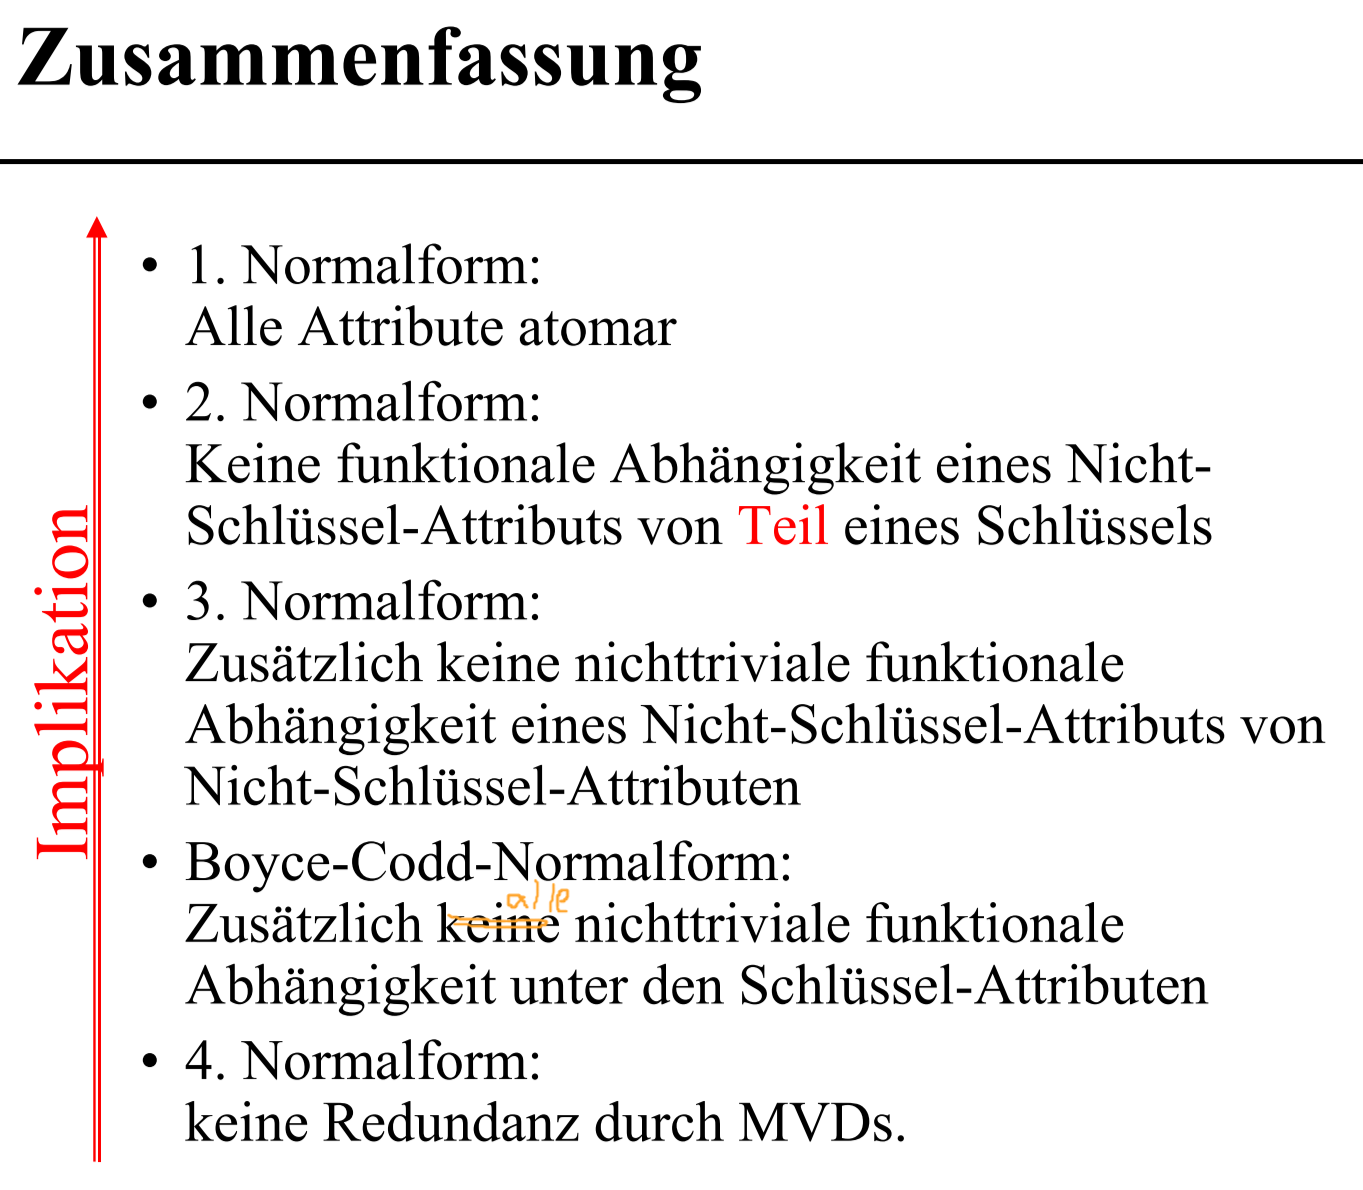 Zusammenfassung
Implikation
• 1. Normalform:
Alle Attribute atomar
• 2. Normalform:
Keine funktionale Abhängigkeit eines Nicht-
Schlüssel-Attributs von Teil eines Schlüssels
• 3. Normalform:
Zusätzlich keine nichttriviale funktionale
Abhängigkeit eines Nicht-Schlüssel-Attributs von
Nicht-Schlüssel-Attributen
• Boyce-Codd-Normalform:
alle
Zusätzlich keine nichttriviale funktionale
Abhängigkeit unter den Schlüssel-Attributen
• 4. Normalform:
keine Redundanz durch MVDs.